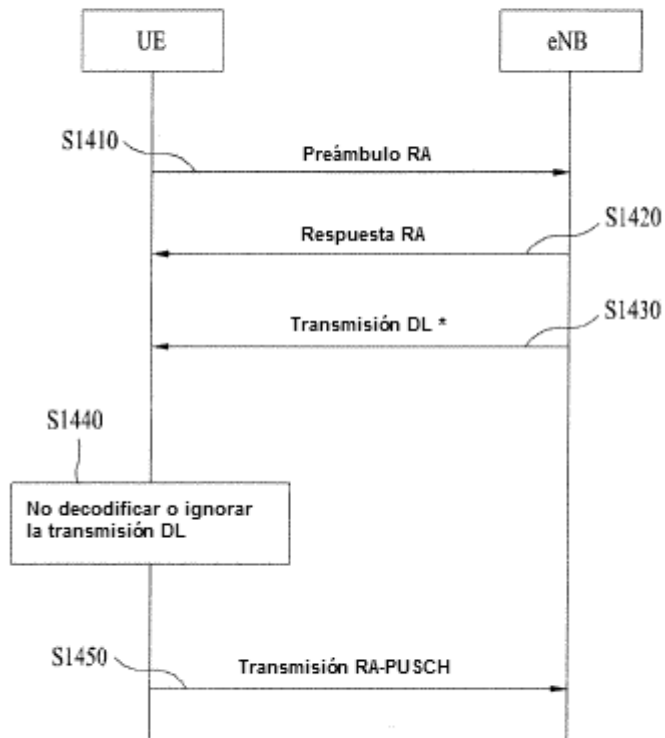 UE
eNB
S1410
Preámbulo RA
S1420
Respuesta RA
S1430
Transmisión DL *
S1440
No decodificar o ignorar
la transmisión DL
S1450
Transmisión RA-PUSCH